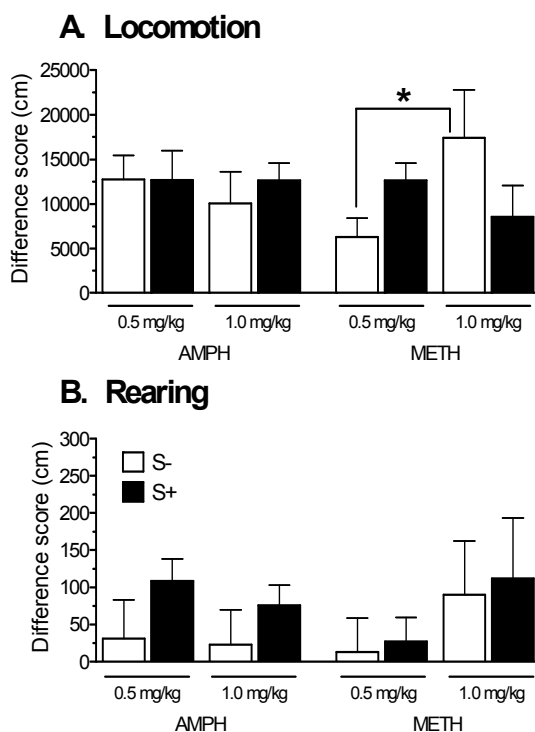 A. Locomotion
Difference score (cm)
25000
20000
15000
10000
5000
0
*
0.5 mg/kg 1.0 mg/kg 0.5 mg/kg 1.0 mg/kg
AMPH METH
B. Rearing
Difference score (cm)
300
250
200
150
100
50
0
S-
S+
0.5 mg/kg 1.0 mg/kg 0.5 mg/kg 1.0 mg/kg
AMPH METH